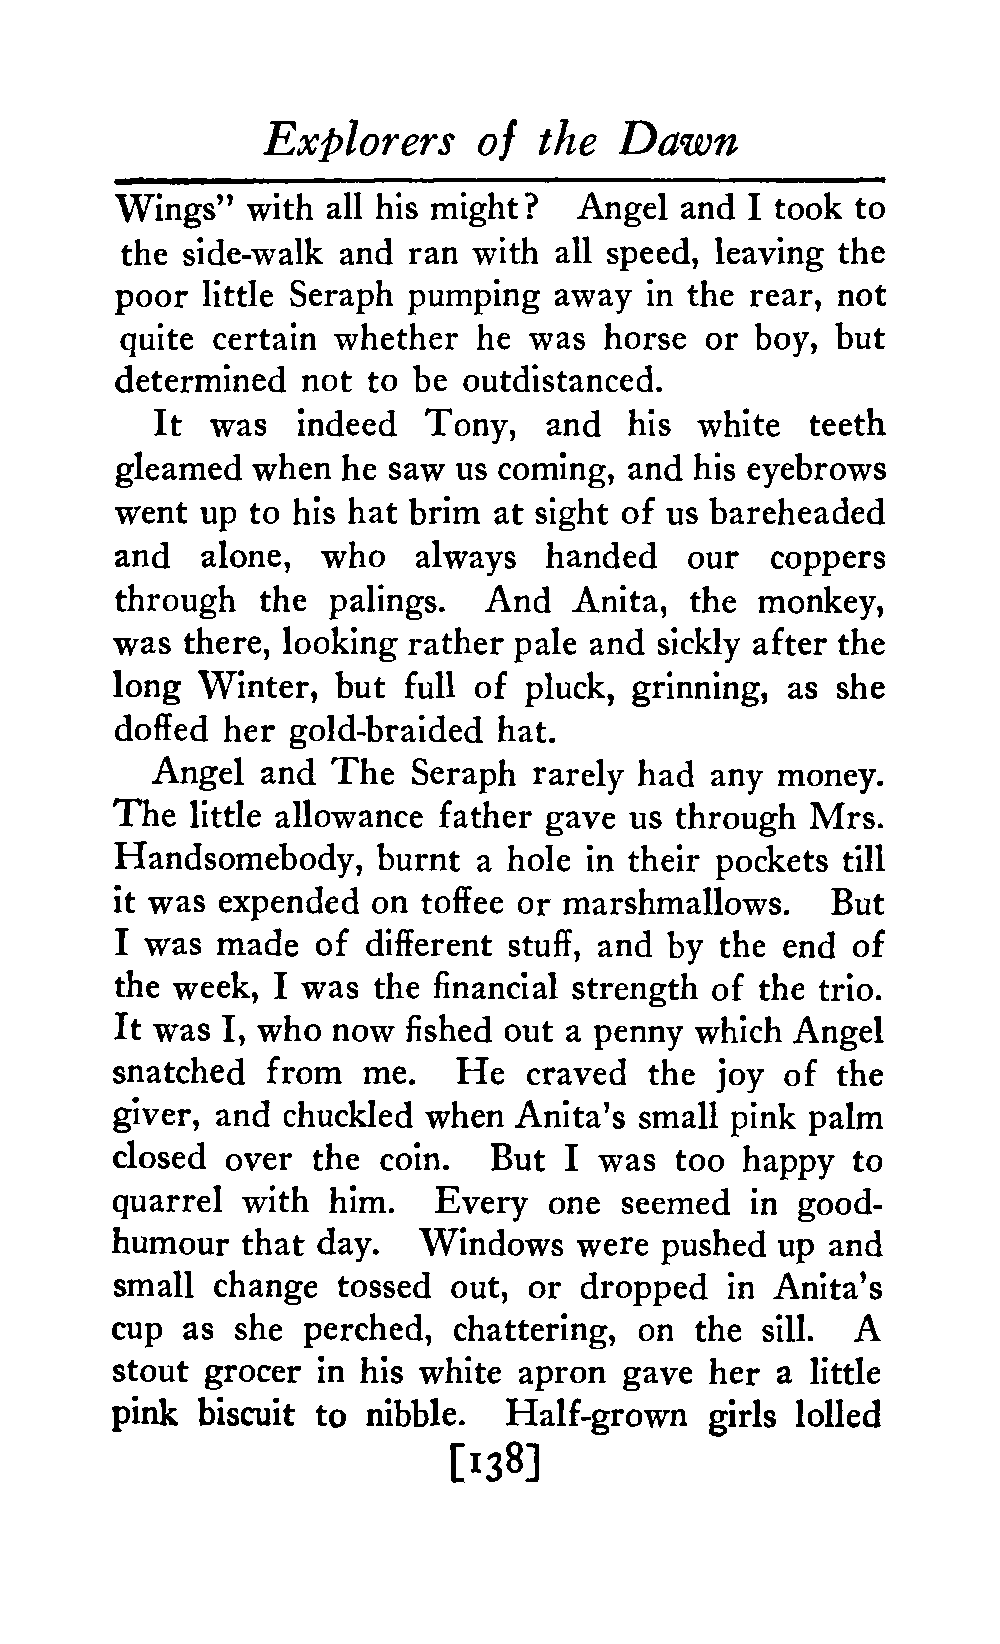 Explorers of the Dawn
Wings" with all his might? Angel and I took to
the side-walk and ran with all speed, leaving the
poor little Seraph pumping away in the rear, not
quite certain whether he was horse or boy, but
determined not to be outdistanced.
It was indeed Tony, and his white teeth
gleamed when he saw us coming, and his eyebrows
went up to his hat brim at sight of us bareheaded
and alone, who always handed our coppers
through the palings. And Anita, the monkey,
was there, looking rather pale and sickly after the
long Winter, but full of pluck, grinning, as she
doffed her gold-braided hat.
Angel and The Seraph rarely had any money.
The little allowance father gave us through Mrs.
Handsomebody, burnt a hole in their pockets till
it was expended on toffee or marshmallows. But
I was made of different stuff, and by the end of
the week, I was the financial strength of the trio.
It was I, who now fished out a penny which Angel
snatched from me. He craved the joy of the
giver, and chuckled when Anita's small pink palm
closed over the coin. But I was too happy to
quarrel with him. Every one seemed in good-
humour that day. Windows were pushed up and
small change tossed out, or dropped in Anita's
cup as she perched, chattering, on the sill. A
stout grocer in his white apron gave her a little
pink biscuit to nibble. Half-grown girls lolled
[138]